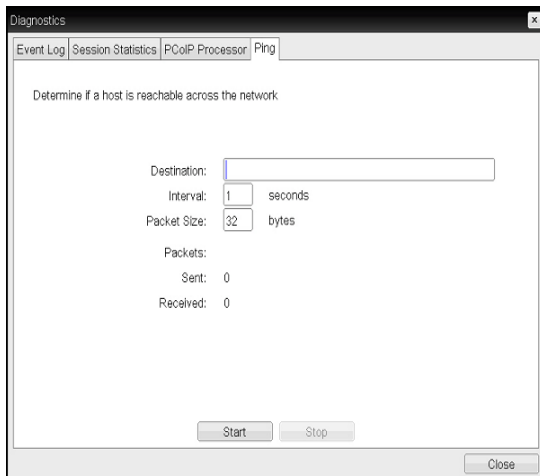 Diagnostics
Event Log Session Statistics PCoIP Processor Ping
Determine if a host is reachable across the network
Destination:
Interval: 1 seconds
Packet Size: 32 bytes
Packets:
Sent: 0
Received: 0
Start Stop
Close